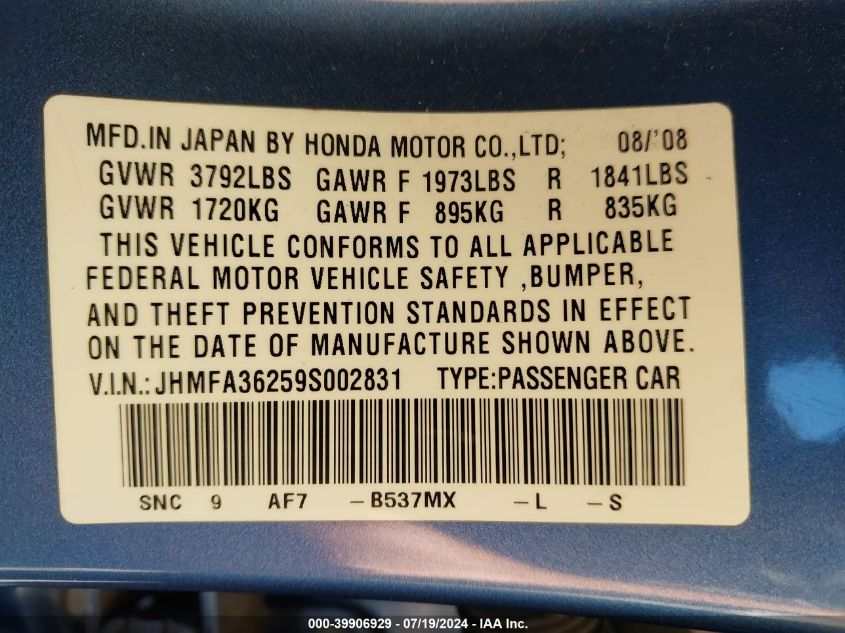 MFD.IN JAPAN BY HONDA MOTOR CO.,LTD; 08/'08
GVWR 3792LBS GAWR F 1973LBS R 1841LBS
GVWR 1720KG GAWR F 895KG R 835KG
THIS VEHICLE CONFORMS TO ALL APPLICABLE
FEDERAL MOTOR VEHICLE SAFETY ,BUMPER,
AND THEFT PREVENTION STANDARDS IN EFFECT
ON THE DATE OF MANUFACTURE SHOWN ABOVE.
V.I.N.:JHMFA36259S002831 TYPE:PASSENGER CAR
SNC 9 AF7 -B537MX -L -S
000-39906929 - 07/19/2024 - IAA Inc.